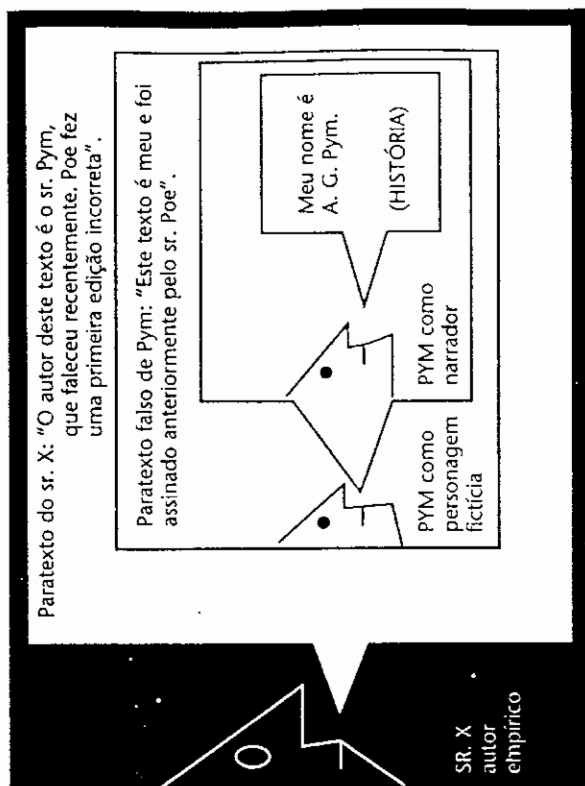 Paratexto do sr. X: "O autor deste texto é o sr. Pym,
que faleceu recentemente. Poe fez
uma primeira edição incorreta".
Paratexto falso de Pym: "Este texto é meu e foi
assinado anteriormente pelo sr. Poe".
Meu nome é
A. G. Pym.
(HISTÓRIA)
PYM como
personagem
fictícia
PYM como
narrador
SR. X
autor
empírico